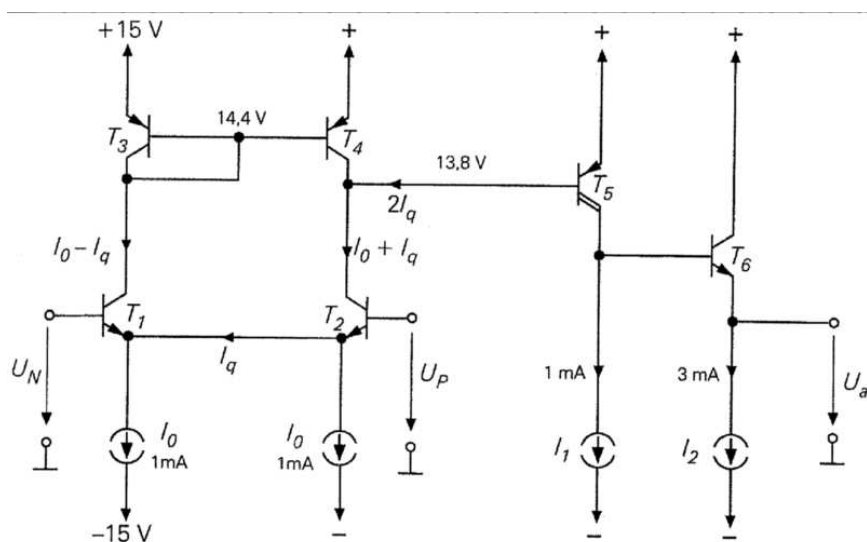 +15 V
+
+
+
14,4 V
T3
T4
13,8 V
T5
2Iq
I0 – Iq
I0 + Iq
T6
T1
T2
Iq
UN
UP
1 mA
3 mA
Ua
I0
1mA
I0
1mA
I1
I2
–15 V
–
–
–